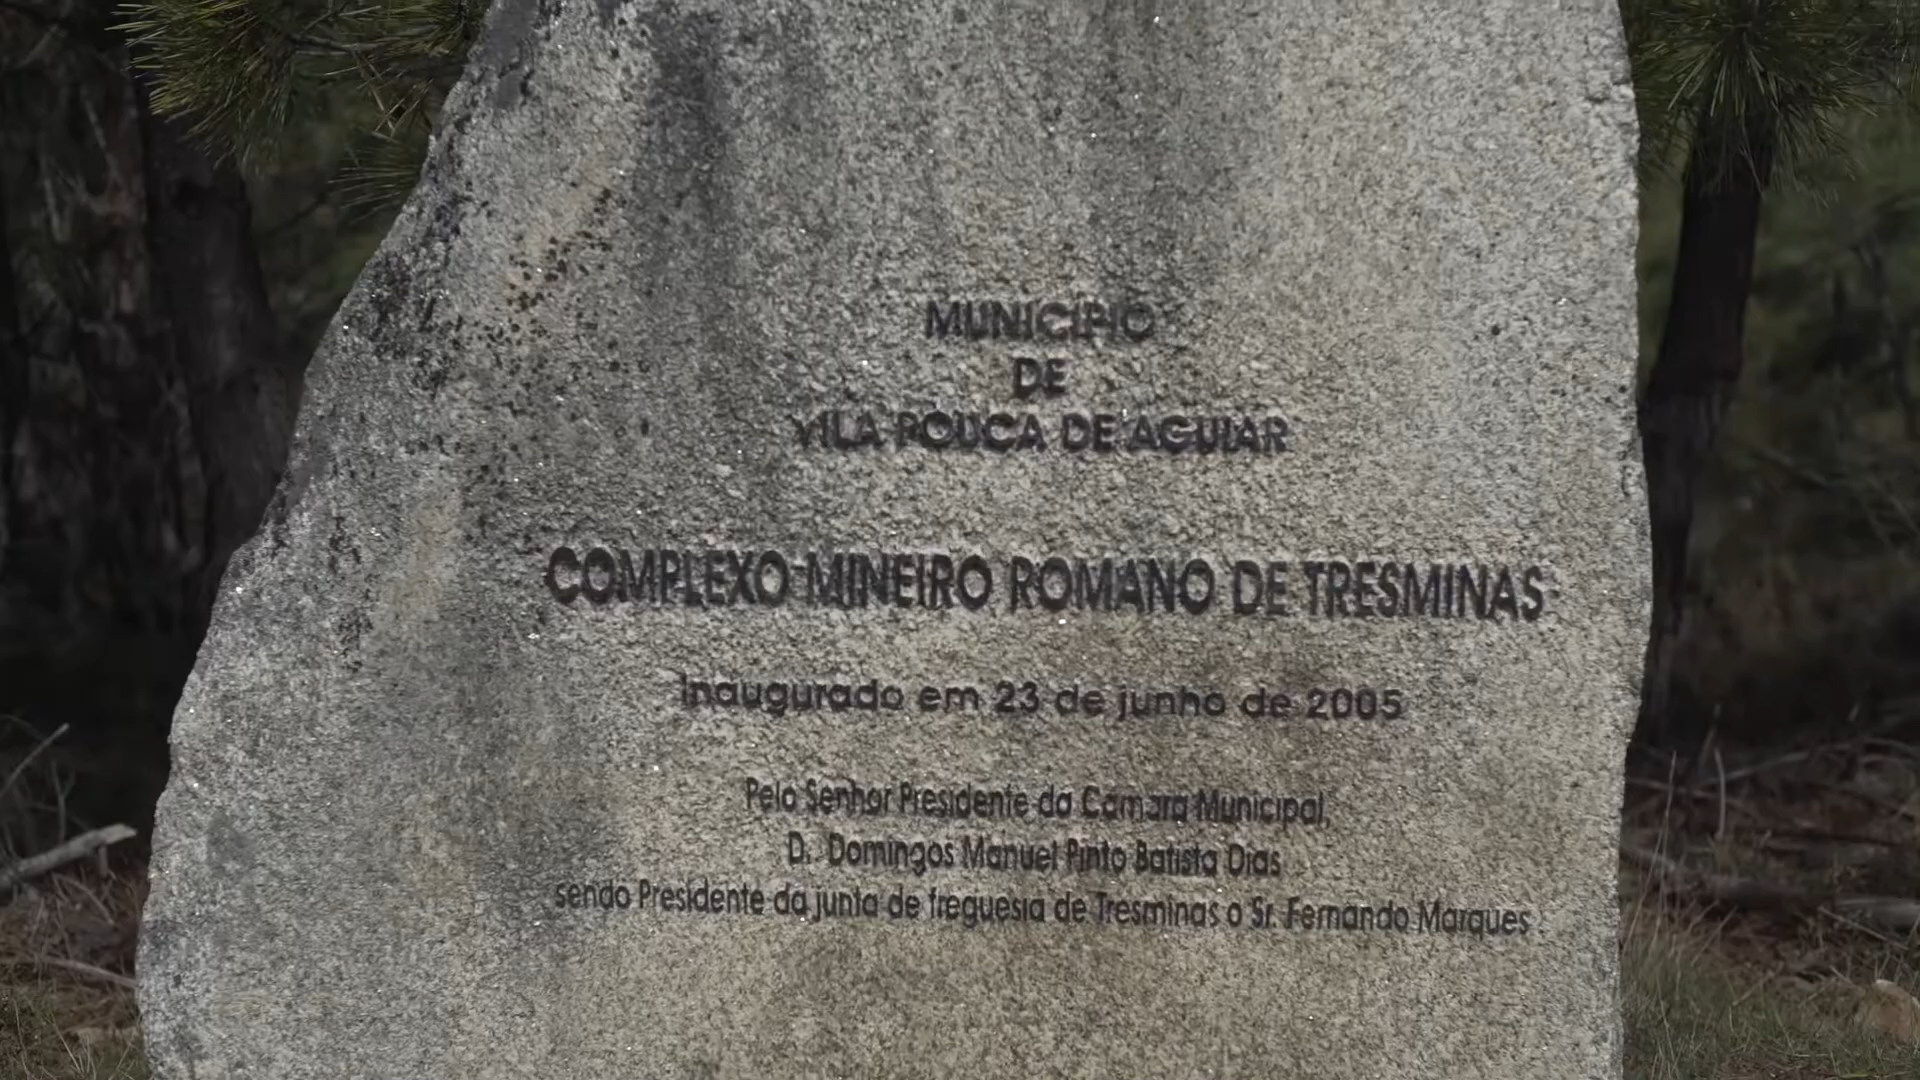 MUNICIPIO
DE
VILA POUCA DE AGUIAR
COMPLEXO MINEIRO ROMANO DE TRESMINAS
Inaugurado em 23 de junho de 2005
Pelo Senhor Presidente da Camara Municipal,
D. Domingos Manuel Pinto Batista Dias
sendo Presidente da junta de freguesia de Tresminas o Sr. Fernando Marques